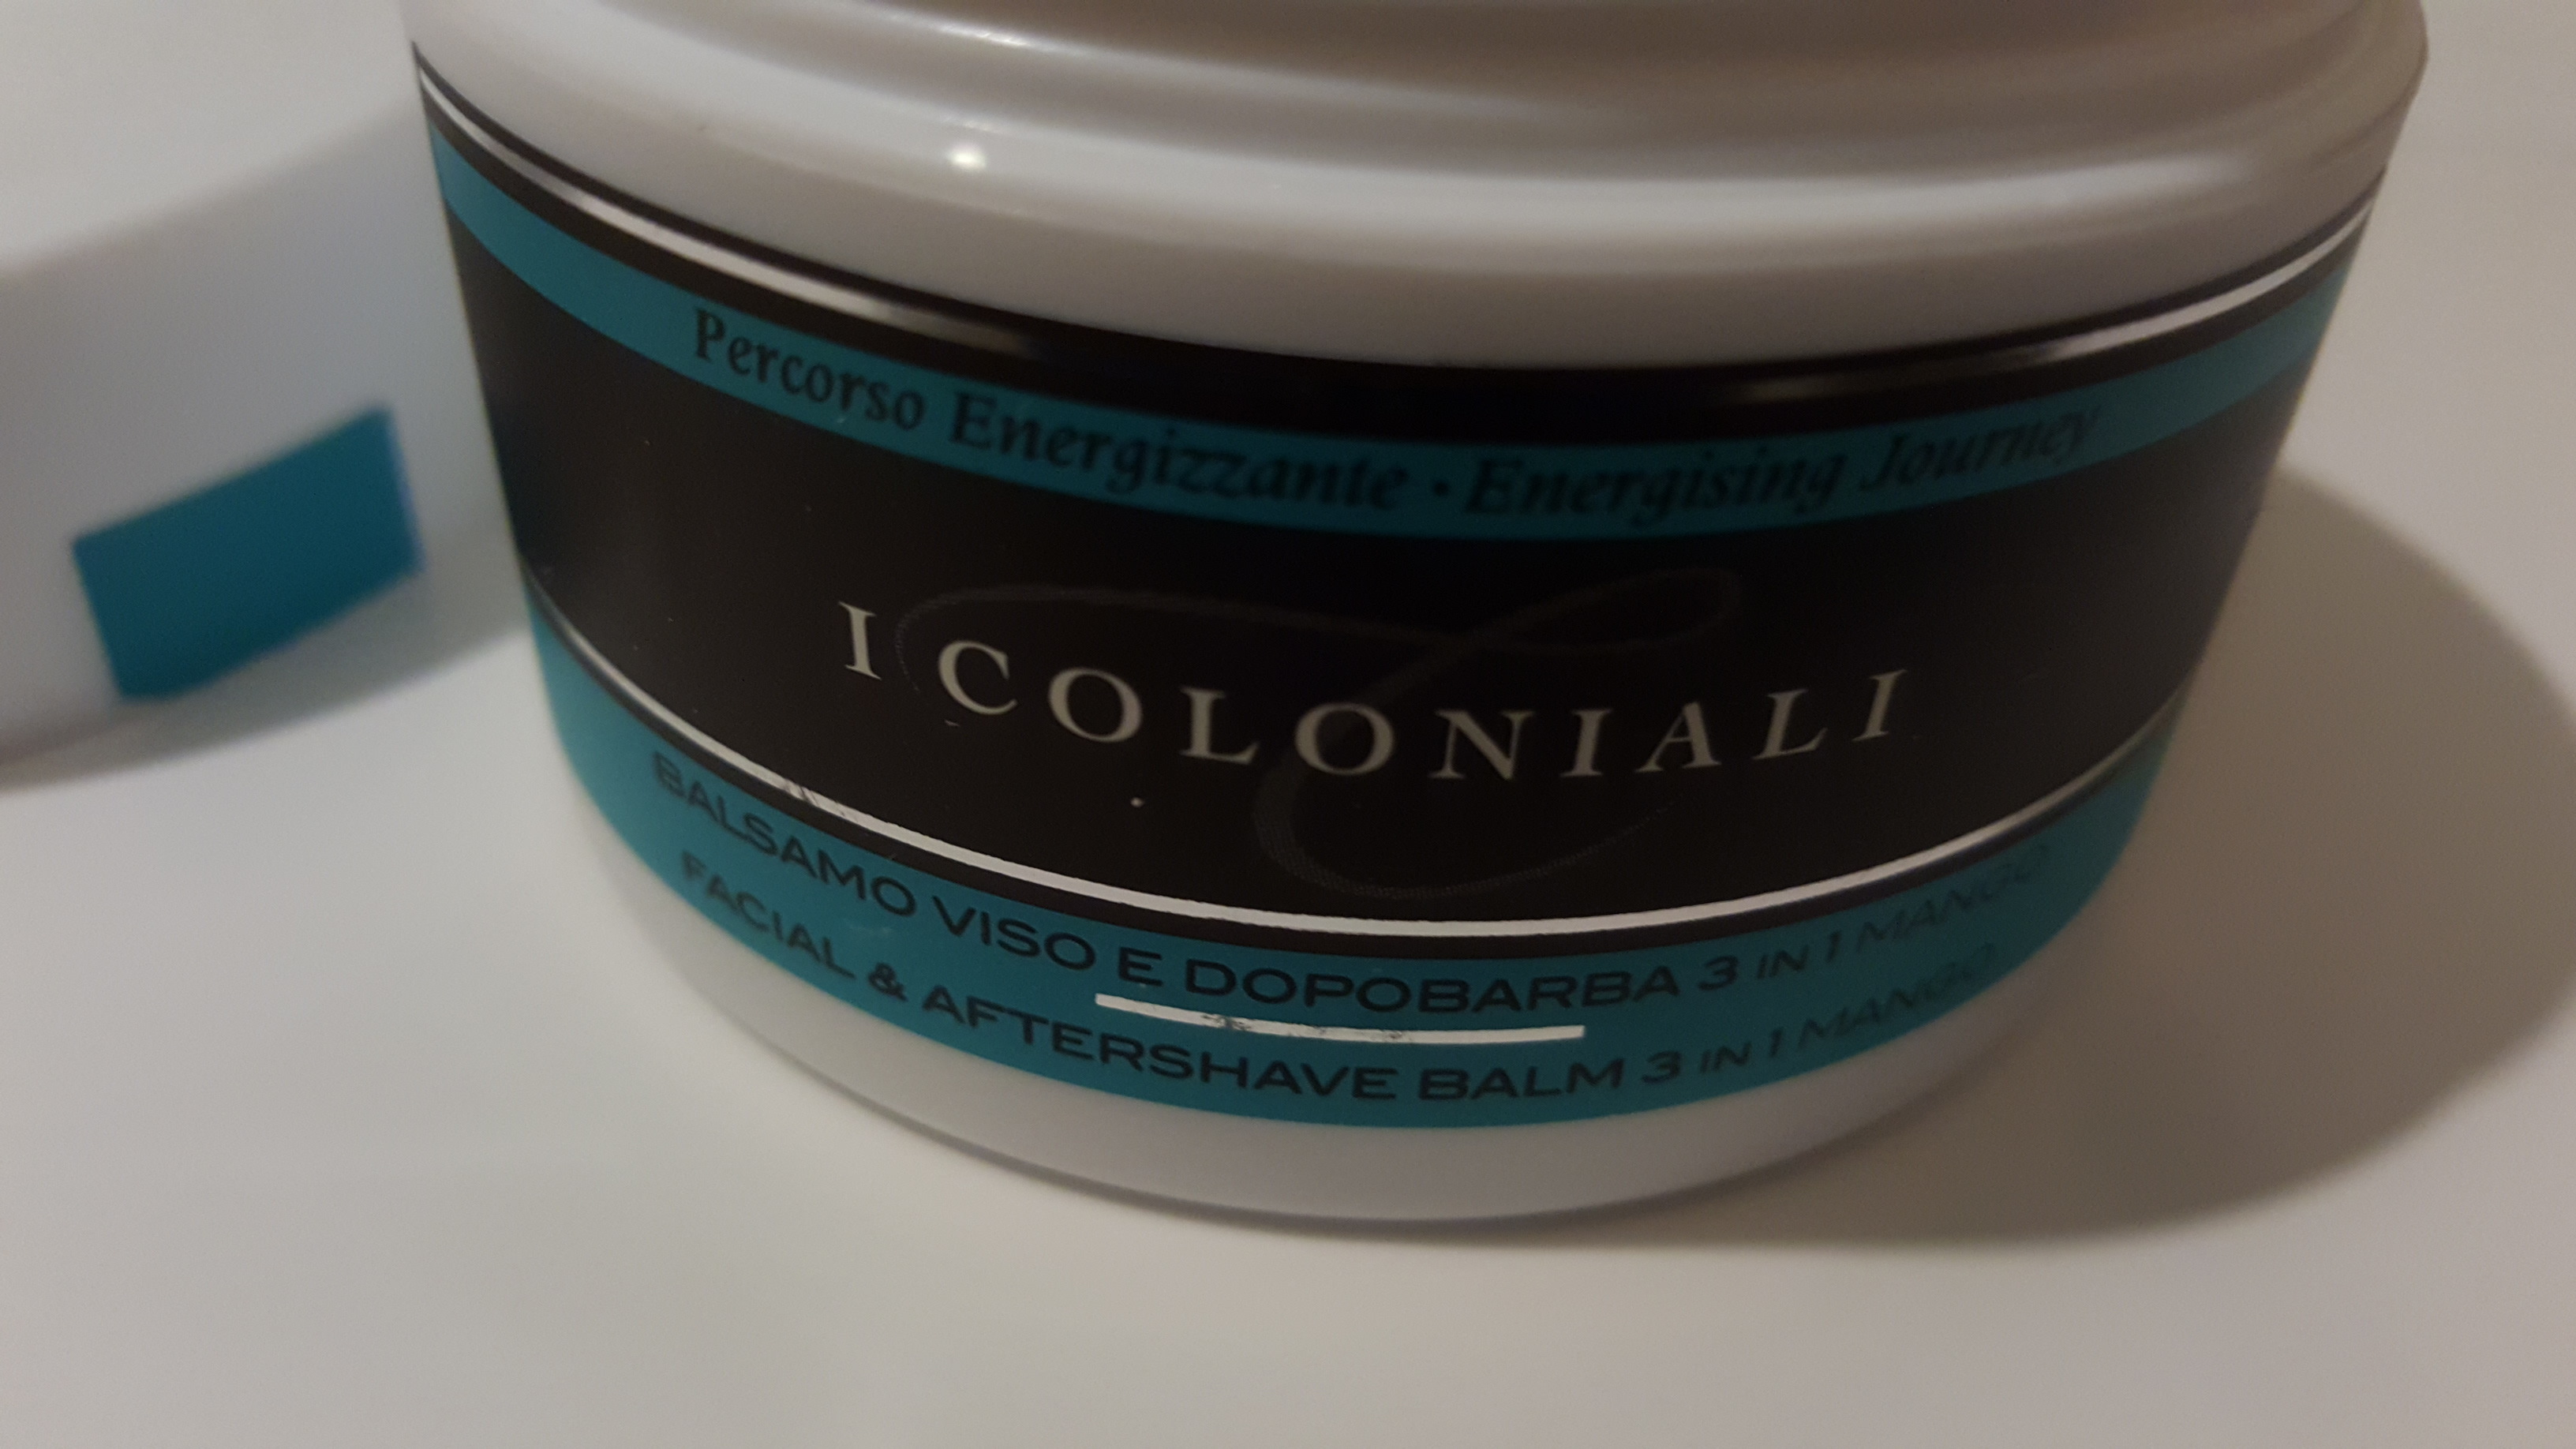 Percorso Energizzante • Energising Journey
I COLONIALI
BALSAMO VISO E DOPOBARBA 3 IN 1 MANGO
FACIAL & AFTERSHAVE BALM 3 IN 1 MANGO